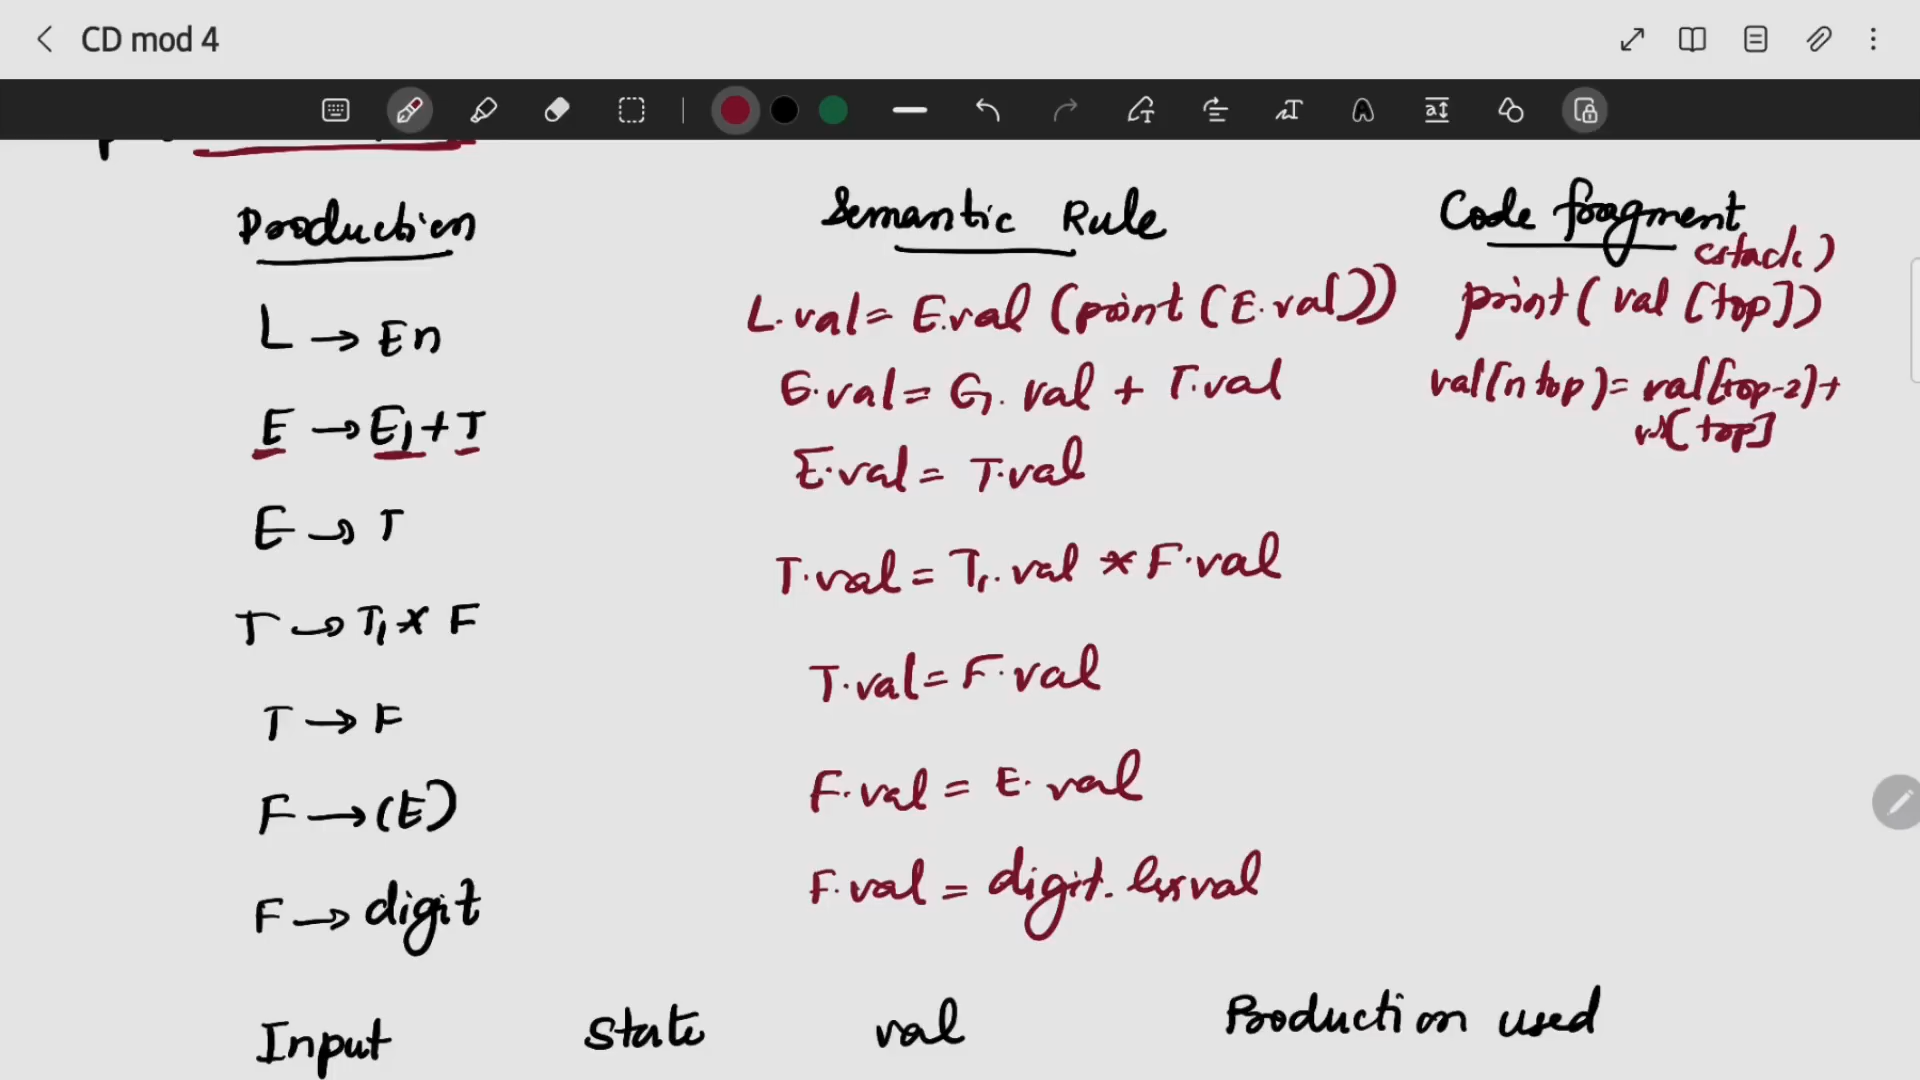 CD mod 4
Production Semantic Rule Code fragment
(stack)
L → En L.val = E.val (print (E.val)) print( val [top])
E → E1 + T E.val = E1. val + T.val val[n top] = val[top-2] +
val[top]
E → T E.val = T.val
T → T1 * F T.val = T1. val * F.val
T → F T.val = F.val
F → (E) F.val = E. val
F → digit F.val = digit. lexval
Input State val Production used